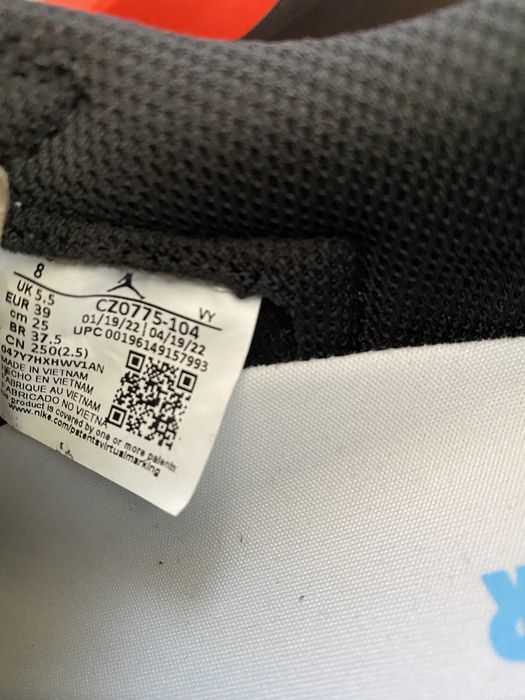 8
UK 5.5
EUR 39
cm 25
BR 37.5
CN 250(2.5)
CZ0775-104 VY
01/19/22 | 04/19/22
UPC 00196149157993
047Y7HXHWV1AN
MADE IN VIETNAM
HECHO EN VIETNAM
FABRIQUE AU VIETNAM
FABRICADO NO VIETNA
product is covered by one or more patents:
www.nike.com/patentsvirtualmarking